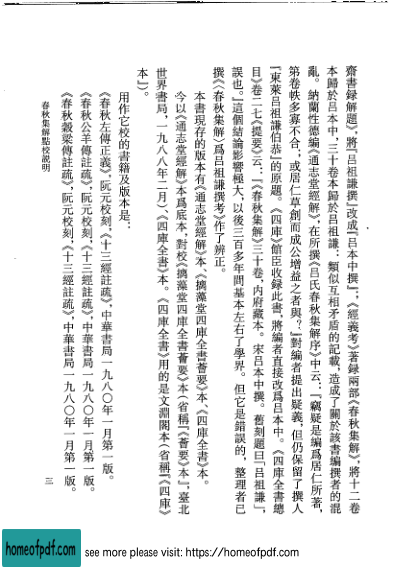 齋書録解題》，將『吕祖謙撰』改成『吕本中撰』；《經義考》著録兩部《春秋集解》，將十二卷
本歸於吕本中，三十卷本歸於吕祖謙：類似互相矛盾的記載，造成了關於該書編撰者的混
亂。納蘭性德編《通志堂經解》，在所撰《吕氏春秋集解序》中云：『竊疑是編爲居仁所著，
第卷帙多寡不合，或居仁草創而成公增益之者與？』對編者提出疑義，但仍保留了撰人
『東萊吕祖謙伯恭』的原題。《四庫》館臣收録此書，將編者直接改爲吕本中。《四庫全書總
目》卷二七《提要》云：『《春秋集解》三十卷，内府藏本。宋吕本中撰。舊刻題曰吕祖謙，
誤也。』這個結論影響極大，以後三百多年間基本左右了學界。但它是錯誤的，整理者已
撰《〈春秋集解〉爲吕祖謙撰考》作了辨正。
本書現存的版本有《通志堂經解》本、《摛藻堂四庫全書薈要》本、《四庫全書》本。
今以《通志堂經解》本爲底本，對校《摛藻堂四庫全書薈要》本（省稱『《薈要》本』，臺北
世界書局，一九八八年二月）、《四庫全書》本。《四庫全書》用的是文淵閣本（省稱『《四庫》
本』）。
用作它校的書籍及版本是：
《春秋左傳正義》，阮元校刻，《十三經註疏》，中華書局一九八〇年一月第一版。
《春秋公羊傳註疏》，阮元校刻，《十三經註疏》，中華書局一九八〇年一月第一版。
《春秋穀梁傳註疏》，阮元校刻，《十三經註疏》，中華書局一九八〇年一月第一版。
春秋集解點校説明
三
homeofpdf.com
see more please visit: https://homeofpdf.com